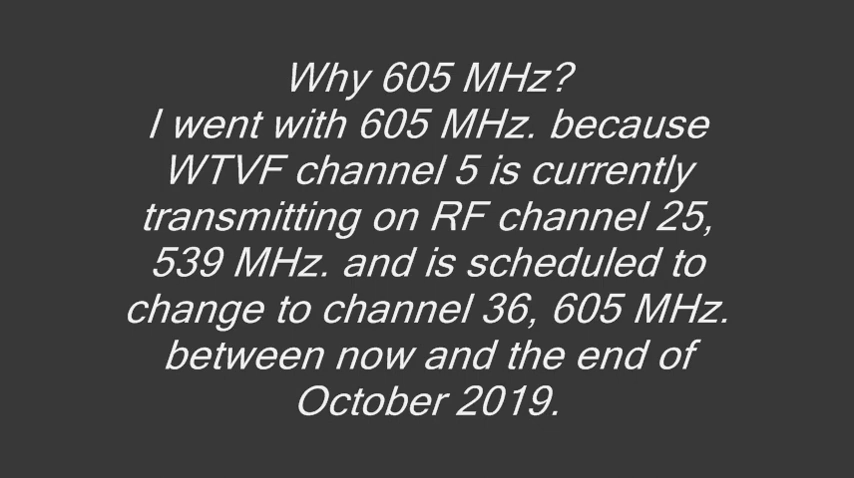 Why 605 MHz?
I went with 605 MHz. because
WTVF channel 5 is currently
transmitting on RF channel 25,
539 MHz. and is scheduled to
change to channel 36, 605 MHz.
between now and the end of
October 2019.